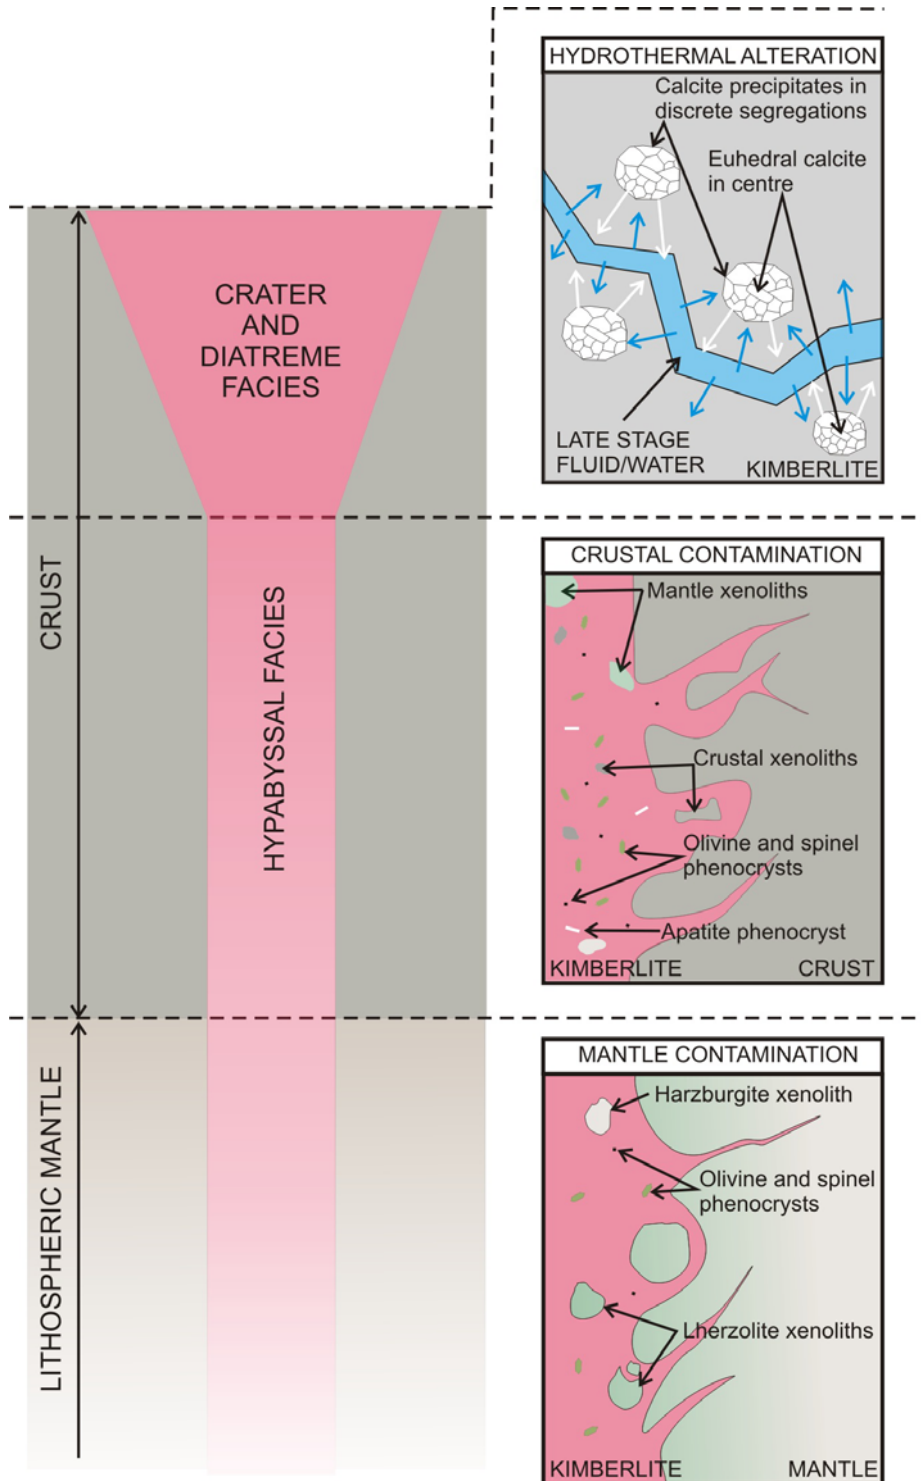 CRATER
AND
DIATREME
FACIES
CRUST
HYPABYSSAL FACIES
LITHOSPHERIC MANTLE
HYDROTHERMAL ALTERATION
Calcite precipitates in
discrete segregations
Euhedral calcite
in centre
LATE STAGE
FLUID/WATER
KIMBERLITE
CRUSTAL CONTAMINATION
Mantle xenoliths
Crustal xenoliths
Olivine and spinel
phenocrysts
Apatite phenocryst
KIMBERLITE
CRUST
MANTLE CONTAMINATION
Harzburgite xenolith
Olivine and spinel
phenocrysts
Lherzolite xenoliths
KIMBERLITE
MANTLE